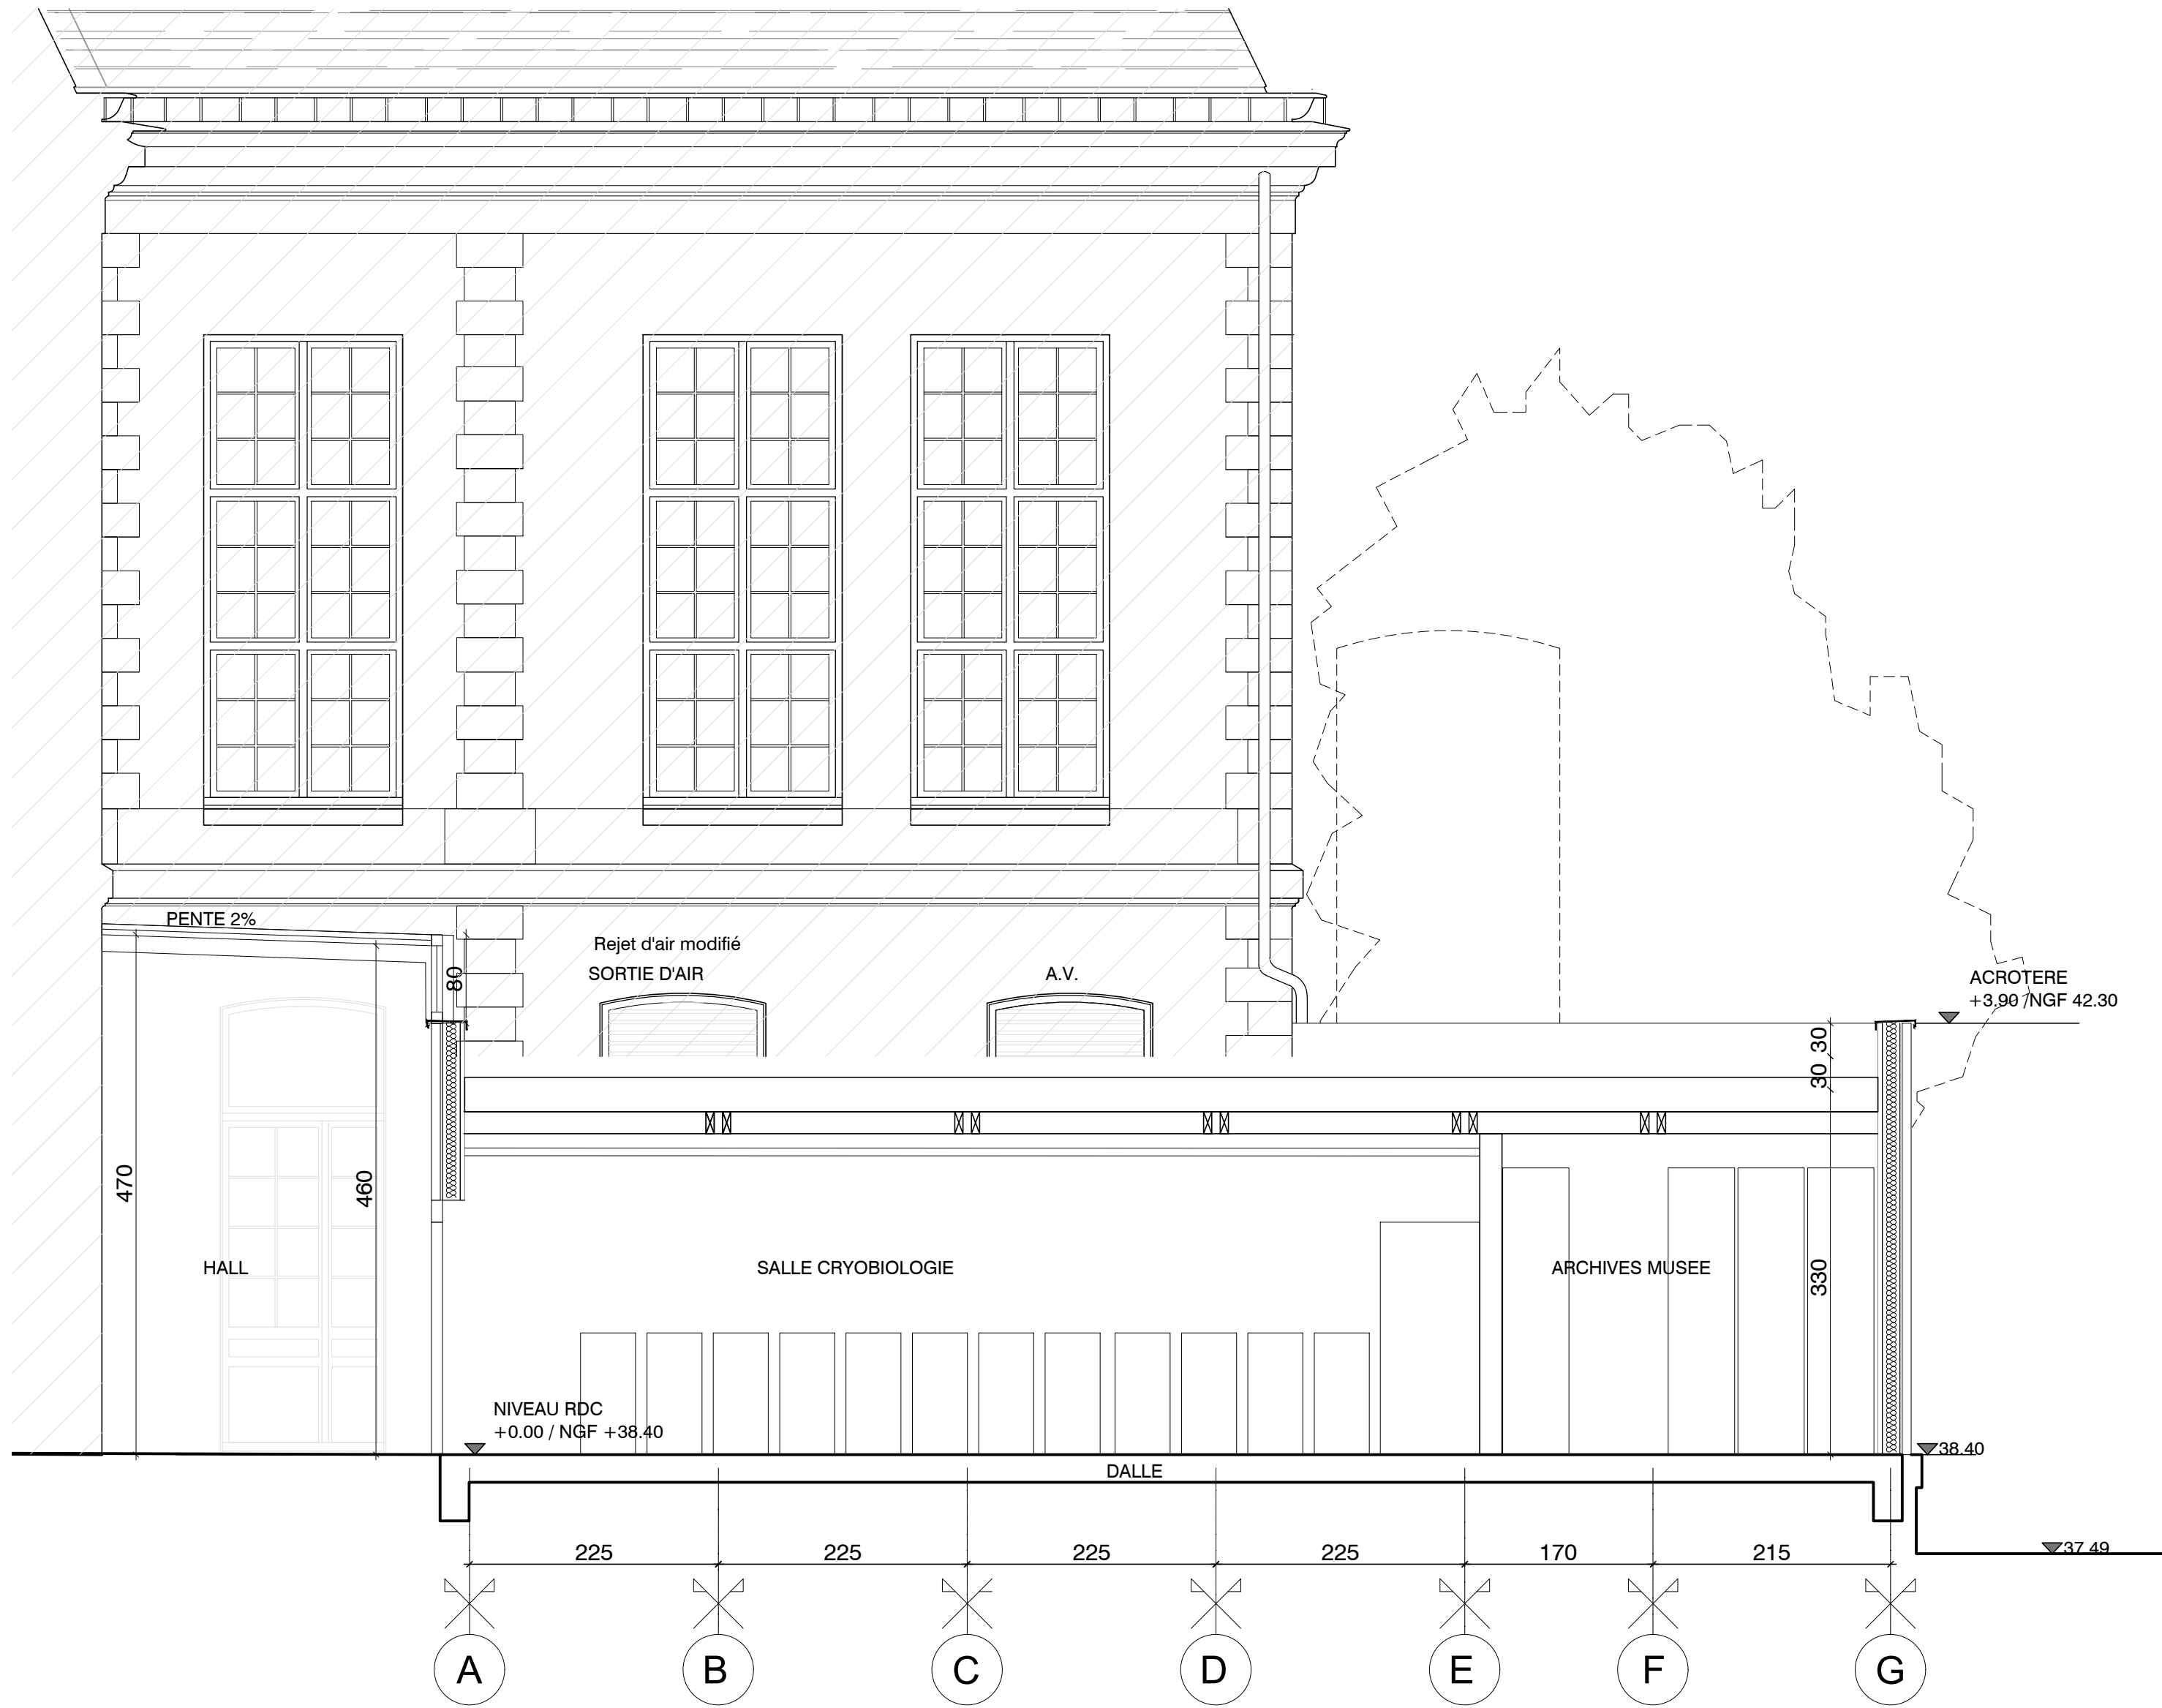 PENTE 2%
Rejet d'air modifié
SORTIE D'AIR
A.V.
80
ACROTERE
+3.90 /NGF 42.30
30
30
470
460
330
HALL
SALLE CRYOBIOLOGIE
ARCHIVES MUSEE
NIVEAU RDC
+0.00 / NGF +38.40
38.40
DALLE
37.49
225 225 225 225 170 215
A B C D E F G